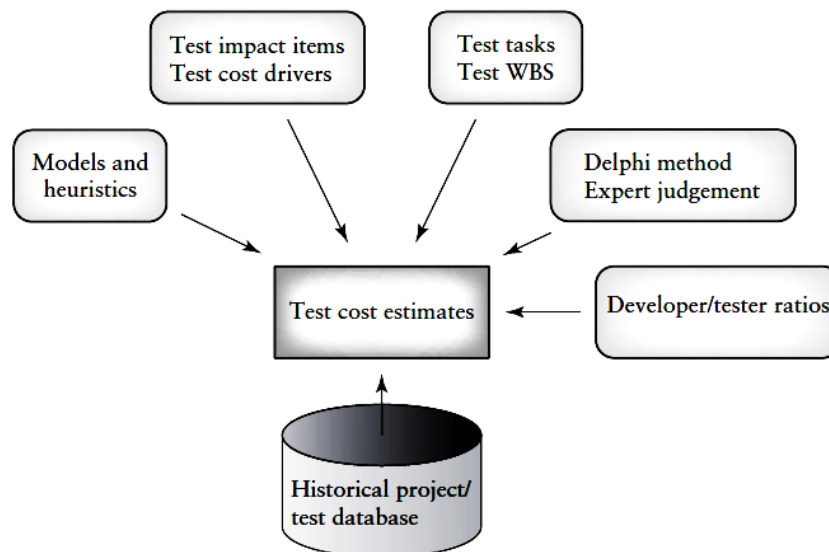 Test impact items
Test cost drivers
Test tasks
Test WBS
Models and
heuristics
Delphi method
Expert judgement
Test cost estimates
Developer/tester ratios
Historical project/
test database